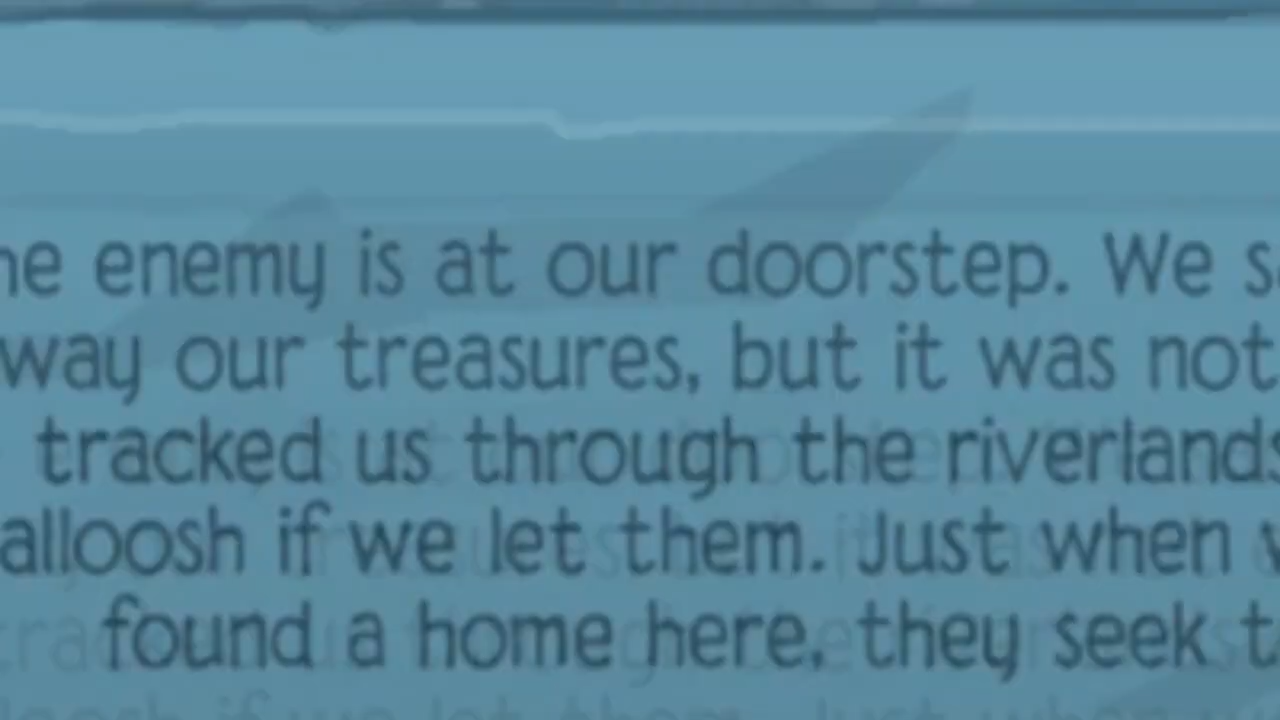 he enemy is at our doorstep. We s
way our treasures, but it was not
tracked us through the riverlands
alloosh if we let them. Just when w
found a home here, they seek t